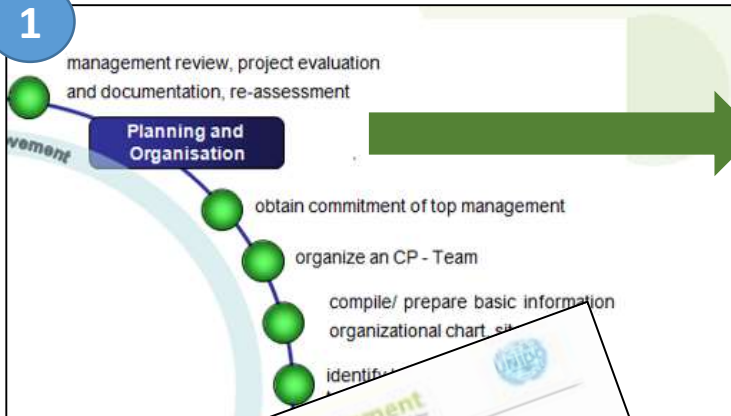 1
management review, project evaluation
and documentation, re-assessment
Planning and
Organisation
obtain commitment of top management
organize an CP - Team
compile/ prepare basic information
organizational chart,
UNIDO